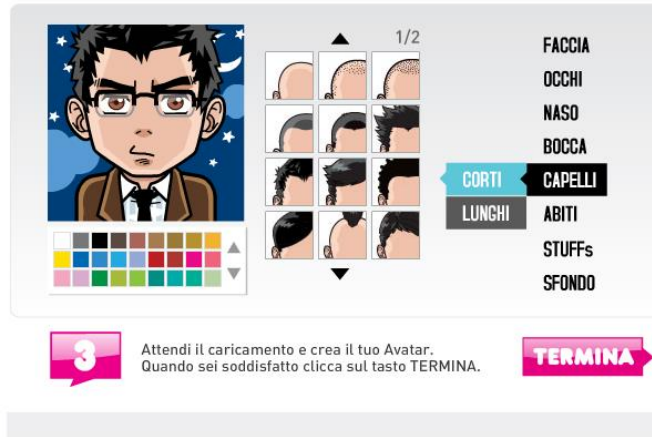 1/2
FACCIA
OCCHI
NASO
BOCCA
CORTI
CAPELLI
LUNGHI
ABITI
STUFFs
SFONDO
3
Attendi il caricamento e crea il tuo Avatar.
Quando sei soddisfatto clicca sul tasto TERMINA.
TERMINA